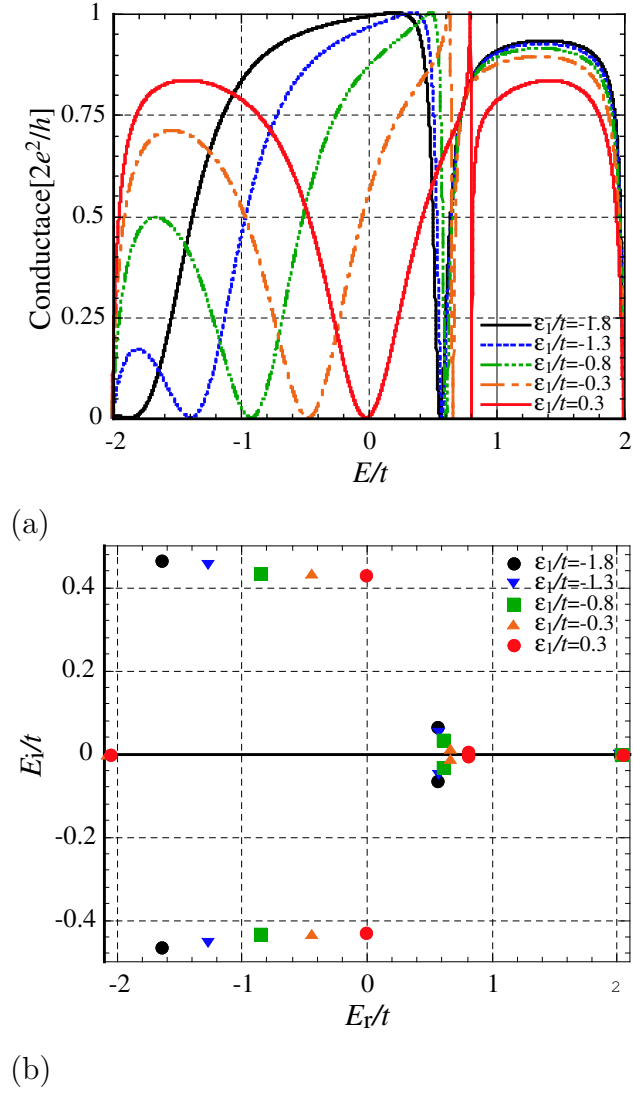 1
0.75
0.5
0.25
0
Conductace[2e²/h]
ε₁/t=-1.8
ε₁/t=-1.3
ε₁/t=-0.8
ε₁/t=-0.3
ε₁/t=0.3
-2 -1 0 1 2
E/t
(a)
0.4
0.2
0
-0.2
-0.4
Eᵢ/t
ε₁/t=-1.8
ε₁/t=-1.3
ε₁/t=-0.8
ε₁/t=-0.3
ε₁/t=0.3
-2 -1 0 1 2
Eᵣ/t
(b)